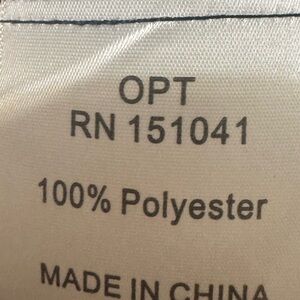 OPT
RN 151041
100% Polyester
MADE IN CHINA